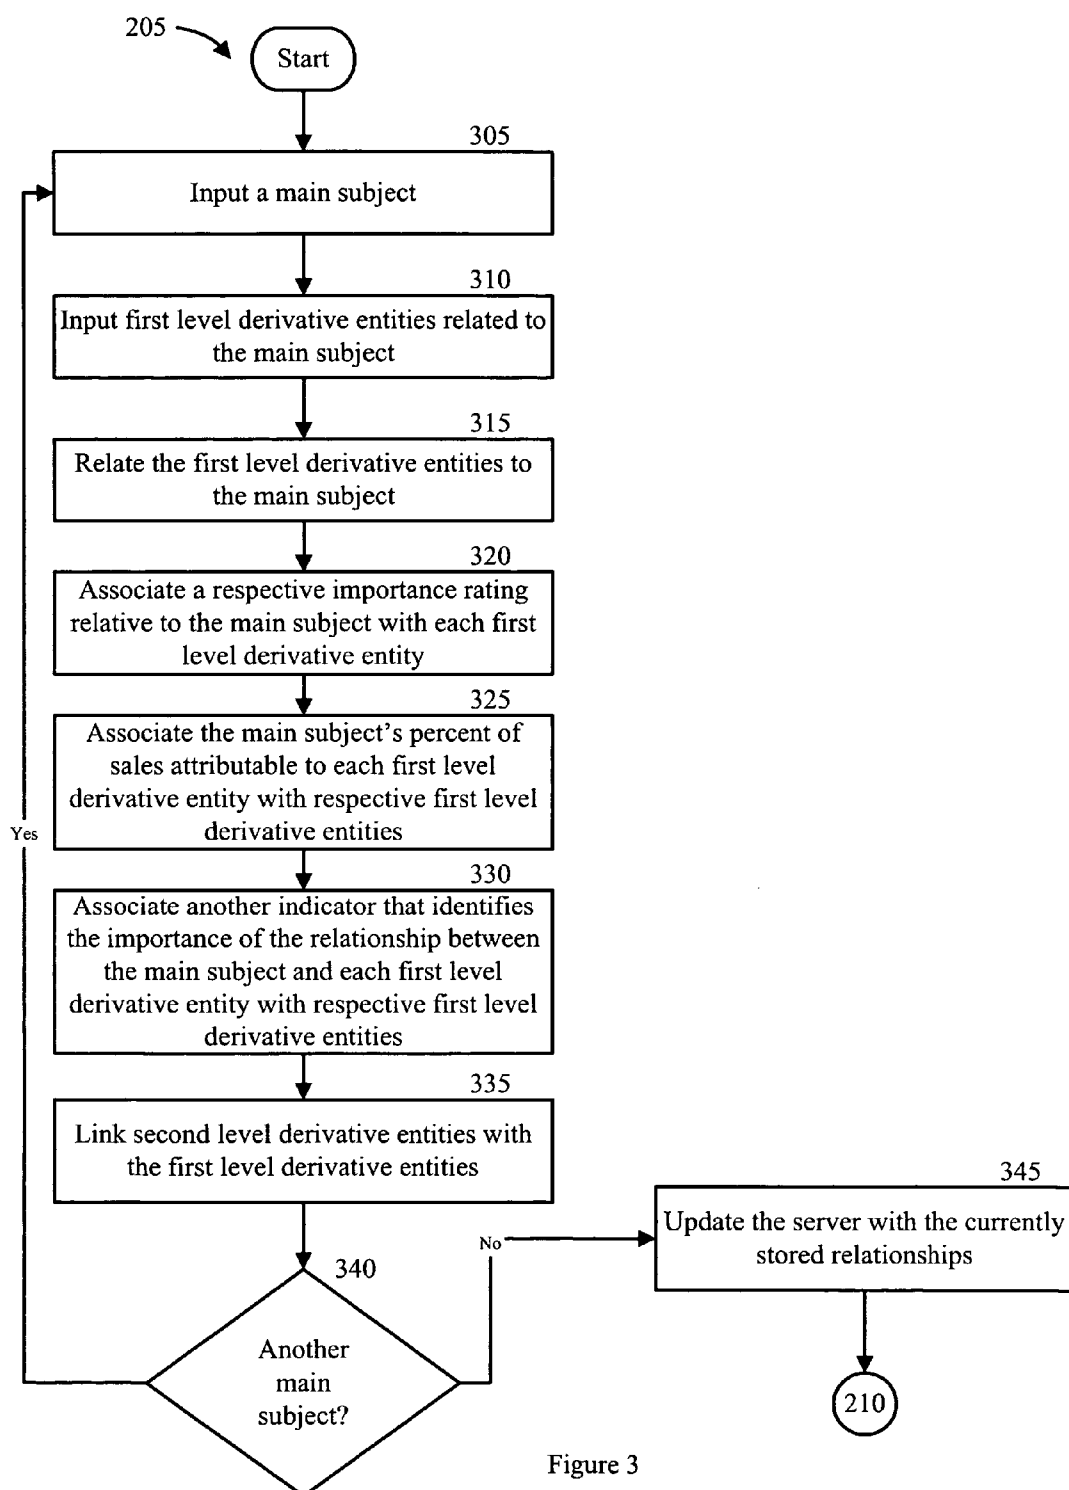 205
Start
305
Input a main subject
310
Input first level derivative entities related to
the main subject
315
Relate the first level derivative entities to
the main subject
320
Associate a respective importance rating
relative to the main subject with each first
level derivative entity
325
Associate the main subject's percent of
sales attributable to each first level
derivative entity with respective first level
derivative entities
Yes
330
Associate another indicator that identifies
the importance of the relationship between
the main subject and each first level
derivative entity with respective first level
derivative entities
335
Link second level derivative entities with
the first level derivative entities
340
Another
main
subject?
No
345
Update the server with the currently
stored relationships
210
Figure 3